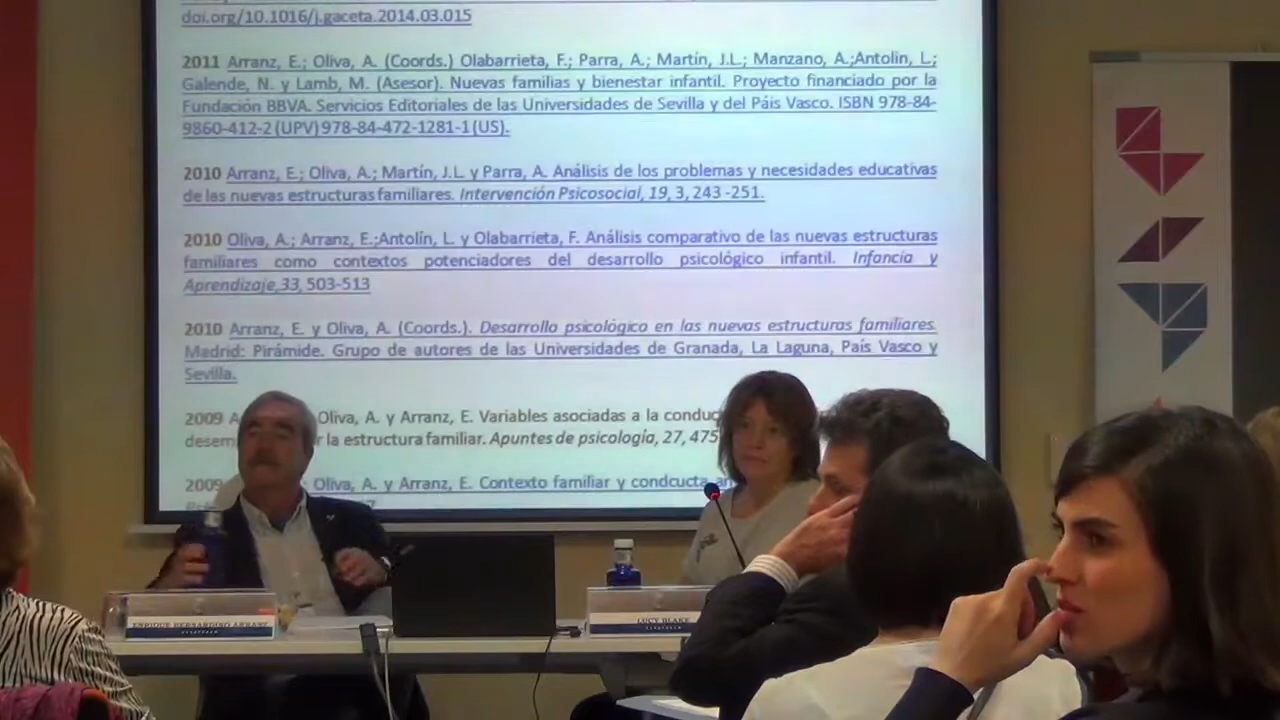 doi.org/10.1016/j.gaceta.2014.03.015
2011 Arranz, E.; Oliva, A. (Coords.) Olabarrieta, F.; Parra, A.; Martín, J.L.; Manzano, A.;Antolin, L;
Galende, N. y Lamb, M. (Asesor). Nuevas familias y bienestar infantil. Proyecto financiado por la
Fundación BBVA. Servicios Editoriales de las Universidades de Sevilla y del Páis Vasco. ISBN 978-84-
9860-412-2 (UPV) 978-84-472-1281-1 (US).
2010 Arranz, E.; Oliva, A.; Martín, J.L. y Parra, A. Análisis de los problemas y necesidades educativas
de las nuevas estructuras familiares. Intervención Psicosocial, 19, 3, 243 -251.
2010 Oliva, A.; Arranz, E.;Antolín, L. y Olabarrieta, F. Análisis comparativo de las nuevas estructuras
familiares como contextos potenciadores del desarrollo psicológico infantil. Infancia y
Aprendizaje,33, 503-513
2010 Arranz, E. y Oliva, A. (Coords.). Desarrollo psicológico en las nuevas estructuras familiares.
Madrid: Pirámide. Grupo de autores de las Universidades de Granada, La Laguna, País Vasco y
Sevilla.
2009 A Oliva, A. y Arranz, E. Variables asociadas a la conduc
desem r la estructura familiar. Apuntes de psicología, 27, 475
2009 Oliva, A. y Arranz, E. Contexto familiar y conducta an
ENRIQUE BERNARDINO ARRANZ
LUCY BLAKE